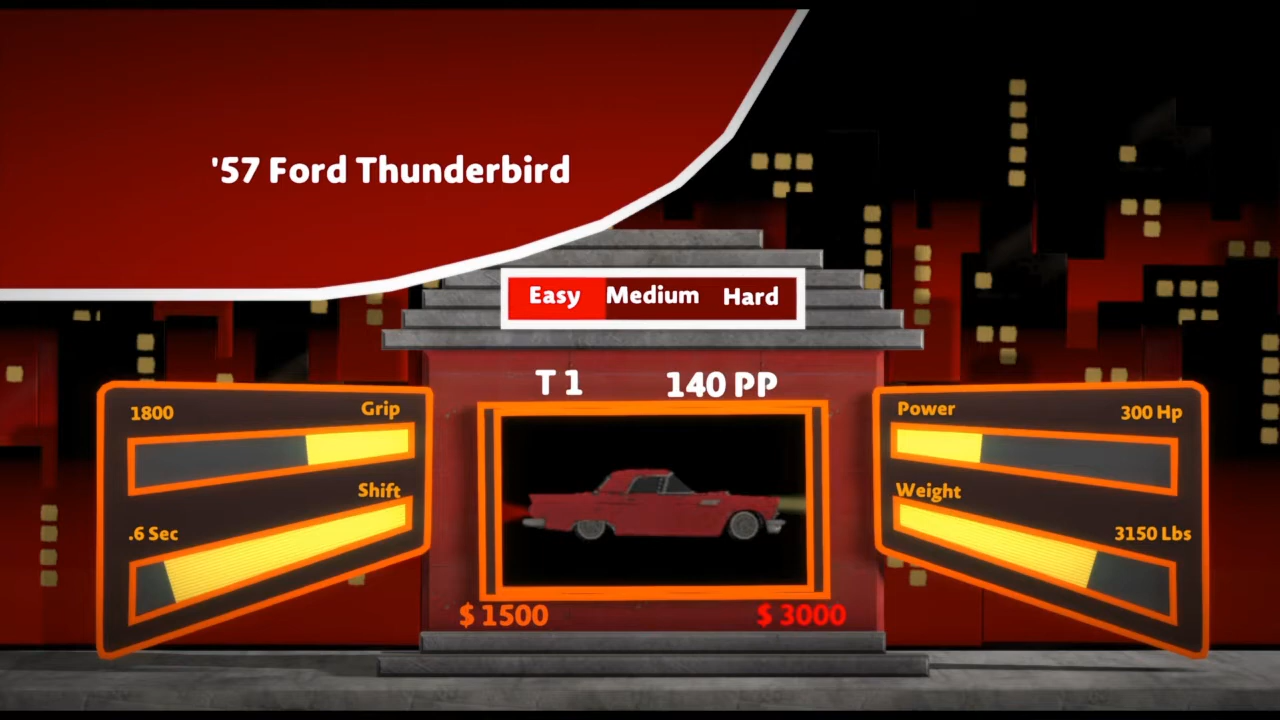 '57 Ford Thunderbird
Easy Medium Hard
T 1 140 PP
1800 Grip
Shift
.6 Sec
Power 300 Hp
Weight
3150 Lbs
$ 1500 $ 3000